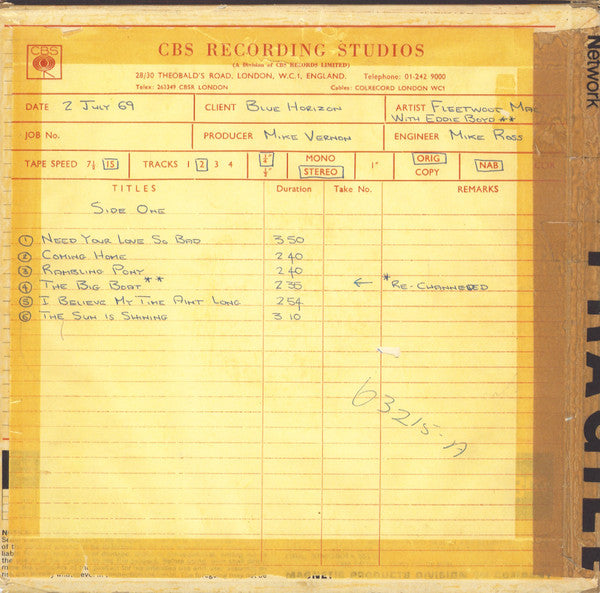 CBS
CBS RECORDING STUDIOS
(A Division of CBS RECORDS LIMITED)
28/30 THEOBALD'S ROAD, LONDON, W.C.1, ENGLAND. Telephone: 01-242 9000
Telex: 263349 CBSR LONDON Cables: COLRECORD LONDON WC1
DATE 2 JULY 69 CLIENT BLUE HORIZON ARTIST FLEETWOOD MAC
WITH EDDIE BOYD **
JOB No. PRODUCER MIKE VERNON ENGINEER MIKE ROSS
TAPE SPEED 7½ 15 TRACKS 1 2 3 4 ¼" ½" MONO STEREO 1" ORIG COPY NAB
TITLES Duration Take No. REMARKS
SIDE ONE
① NEED YOUR LOVE SO BAD 3 50
② COMING HOME 2 40
③ RAMBLING PONY 2 40
④ THE BIG BOAT ** 2 35 ← * RE-CHANNELED
⑤ I BELIEVE MY TIME AINT LONG 2 54
⑥ THE SUN IS SHINING 3 10
63215-A
Network
FRAGILE